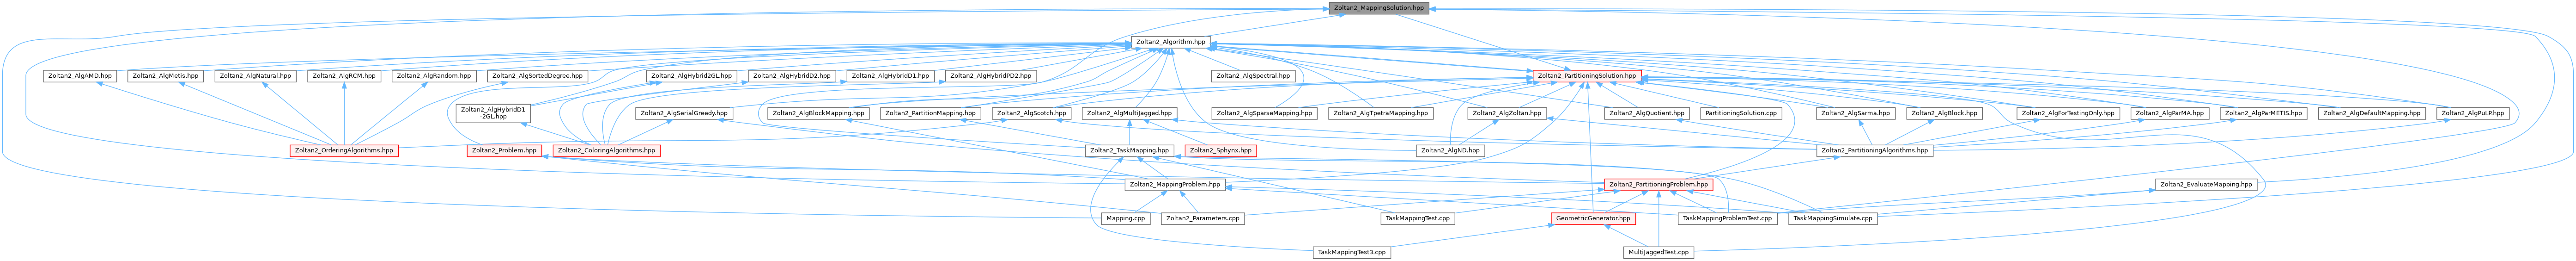 Zoltan2_MappingSolution.hpp
Zoltan2_Algorithm.hpp
Zoltan2_AlgAMD.hpp
Zoltan2_AlgMetis.hpp
Zoltan2_AlgNatural.hpp
Zoltan2_AlgRCM.hpp
Zoltan2_AlgRandom.hpp
Zoltan2_AlgSortedDegree.hpp
Zoltan2_AlgHybrid2GL.hpp
Zoltan2_AlgHybridD2.hpp
Zoltan2_AlgHybridD1.hpp
Zoltan2_AlgHybridPD2.hpp
Zoltan2_AlgSpectral.hpp
Zoltan2_PartitioningSolution.hpp
Zoltan2_AlgHybridD1
-2GL.hpp
Zoltan2_AlgSerialGreedy.hpp
Zoltan2_AlgBlockMapping.hpp
Zoltan2_PartitionMapping.hpp
Zoltan2_AlgScotch.hpp
Zoltan2_AlgMultiJagged.hpp
Zoltan2_AlgSparseMapping.hpp
Zoltan2_AlgTpetraMapping.hpp
Zoltan2_AlgZoltan.hpp
Zoltan2_AlgQuotient.hpp
PartitioningSolution.cpp
Zoltan2_AlgSarma.hpp
Zoltan2_AlgBlock.hpp
Zoltan2_AlgForTestingOnly.hpp
Zoltan2_AlgParMA.hpp
Zoltan2_AlgParMETIS.hpp
Zoltan2_AlgDefaultMapping.hpp
Zoltan2_AlgPuLP.hpp
Zoltan2_OrderingAlgorithms.hpp
Zoltan2_Problem.hpp
Zoltan2_ColoringAlgorithms.hpp
Zoltan2_TaskMapping.hpp
Zoltan2_Sphynx.hpp
Zoltan2_AlgND.hpp
Zoltan2_PartitioningAlgorithms.hpp
Zoltan2_MappingProblem.hpp
Zoltan2_PartitioningProblem.hpp
Zoltan2_EvaluateMapping.hpp
Mapping.cpp
Zoltan2_Parameters.cpp
TaskMappingTest.cpp
GeometricGenerator.hpp
TaskMappingProblemTest.cpp
TaskMappingSimulate.cpp
TaskMappingTest3.cpp
MultiJaggedTest.cpp